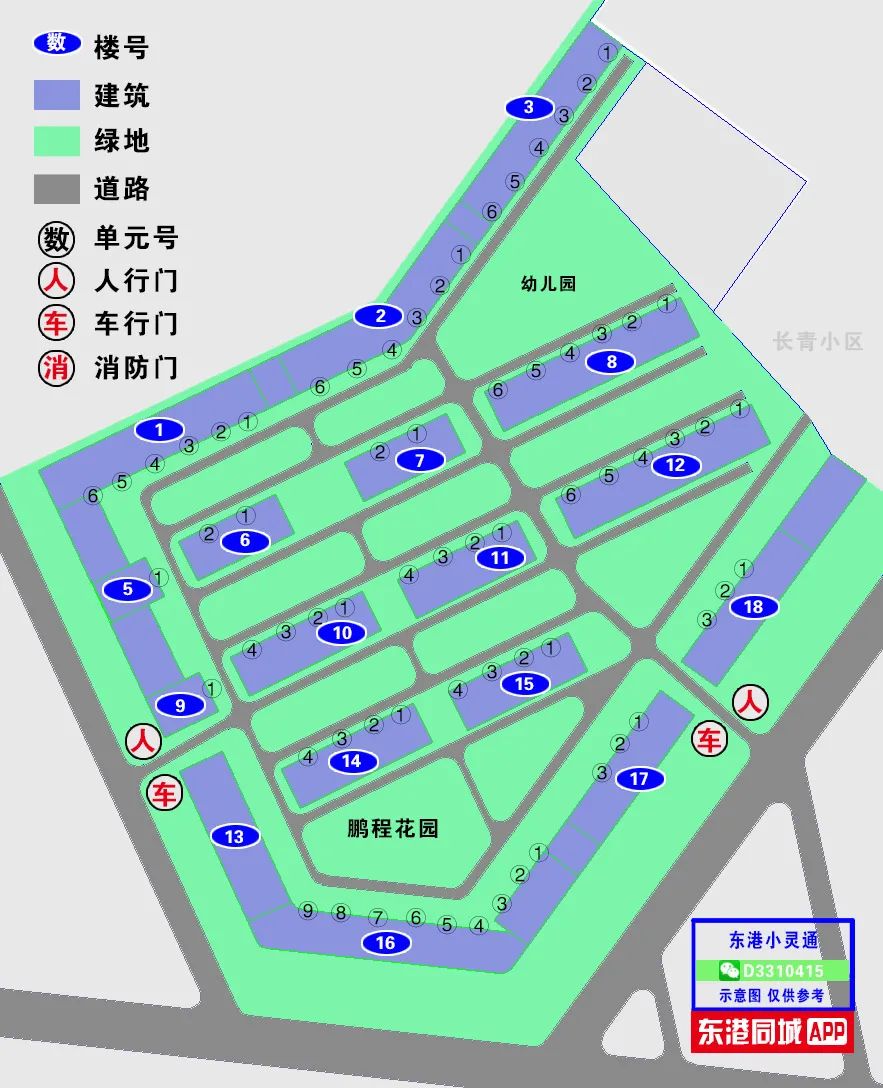 数 楼号
建筑
绿地
道路
数 单元号
人 人行门
车 车行门
消 消防门
3
① ② ③ ④ ⑤ ⑥
幼儿园
2
① ② ③ ④ ⑤ ⑥
长青小区
8
① ② ③ ④ ⑤ ⑥
1
① ② ③ ④ ⑤ ⑥
7
① ②
12
① ② ③ ④ ⑤ ⑥
6
① ②
11
① ② ③ ④
5
①
10
① ② ③ ④
18
① ② ③
9
①
15
① ② ③ ④
人
车
14
① ② ③ ④
人
车
17
① ② ③
13
鹏程花园
16
① ② ③ ④ ⑤ ⑥ ⑦ ⑧ ⑨
东港小灵通
D3310415
示意图 仅供参考
东港同城APP